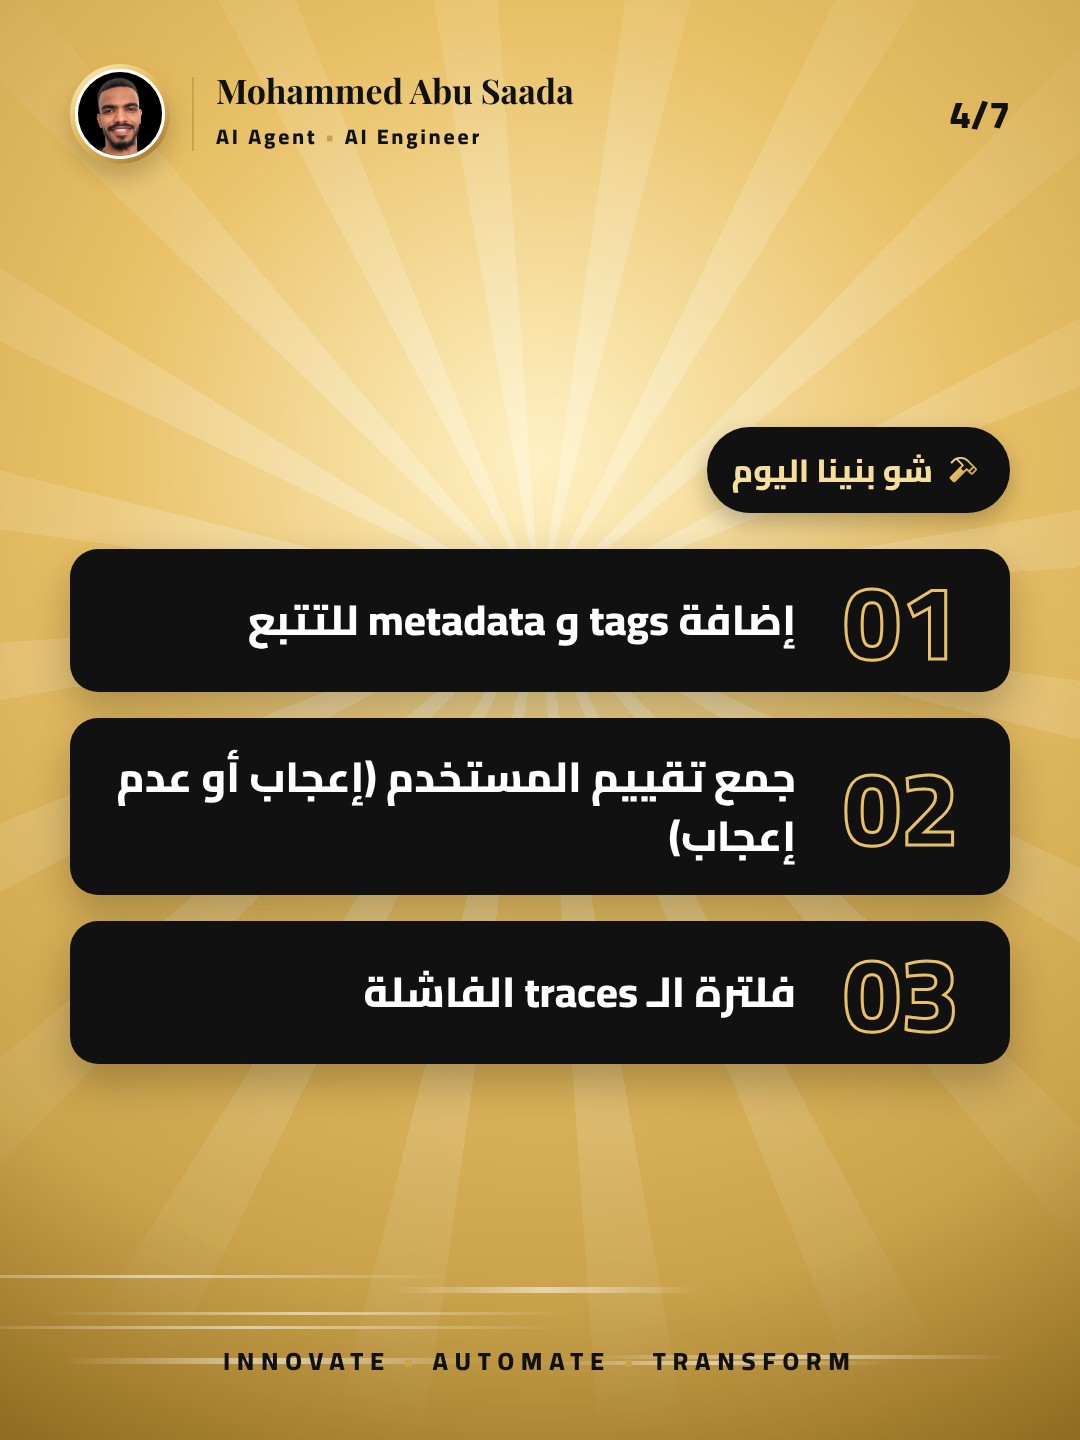 Mohammed Abu Saada
AI Agent ▪ AI Engineer
4/7
شو بنينا اليوم
01
إضافة tags و metadata للتتبع
02
جمع تقييم المستخدم (إعجاب أو عدم
إعجاب)
03
فلترة الـ traces الفاشلة
INNOVATE ▪ AUTOMATE ▪ TRANSFORM